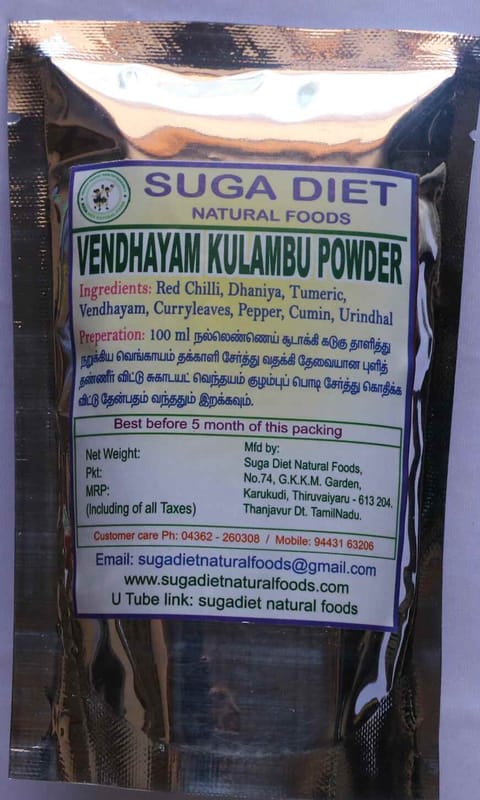 SUGA DIET
NATURAL FOODS
VENDHAYAM KULAMBU POWDER
Ingredients: Red Chilli, Dhaniya, Tumeric,
Vendhayam, Curryleaves, Pepper, Cumin, Urindhal
Preperation: 100 ml நல்லெண்ணெய் சூடாக்கி கடுகு தாளித்து
நறுக்கிய வெங்காயம் தக்காளி சேர்த்து வதக்கி தேவையான புளித்
தண்ணீர் விட்டு சுகாடயட் வெந்தயம் குழம்புப் பொடி சேர்த்து கொதிக்க
விட்டு தேன்பதம் வந்ததும் இறக்கவும்.
Best before 5 month of this packing
Net Weight:
Pkt:
MRP:
(Including of all Taxes)
Mfd by:
Suga Diet Natural Foods,
No.74, G.K.K.M. Garden,
Karukudi, Thiruvaiyaru - 613 204,
Thanjavur Dt. TamilNadu.
Customer care Ph: 04362 - 260308 / Mobile: 94431 63206
Email: sugadietnaturalfoods@gmail.com
www.sugadietnaturalfoods.com
U Tube link: sugadiet natural foods